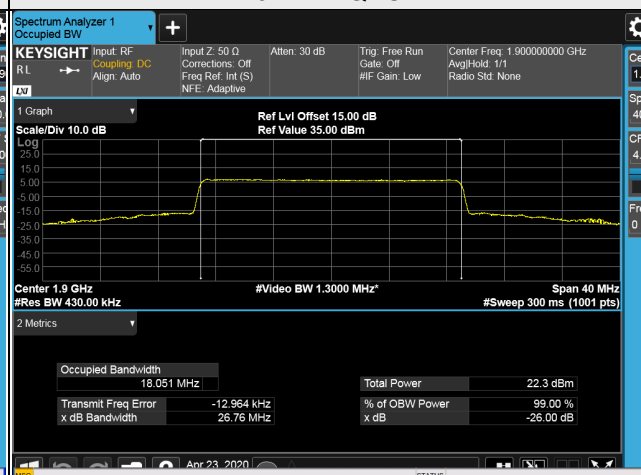 Spectrum Analyzer 1
Occupied BW
KEYSIGHT
R L
LXI
Input: RF
Coupling: DC
Align: Auto
Input Z: 50 Ω
Corrections: Off
Freq Ref: Int (S)
NFE: Adaptive
Atten: 30 dB
Trig: Free Run
Gate: Off
#IF Gain: Low
Center Freq: 1.900000000 GHz
Avg|Hold: 1/1
Radio Std: None
1 Graph
Ref Lvl Offset 15.00 dB
Scale/Div 10.0 dB
Ref Value 35.00 dBm
Log
25.0
15.0
5.00
-5.00
-15.0
-25.0
-35.0
-45.0
-55.0
Center 1.9 GHz
#Video BW 1.3000 MHz*
Span 40 MHz
#Res BW 430.00 kHz
#Sweep 300 ms (1001 pts)
2 Metrics
Occupied Bandwidth
18.051 MHz
Total Power 22.3 dBm
Transmit Freq Error -12.964 kHz
% of OBW Power 99.00 %
x dB Bandwidth 26.76 MHz
x dB -26.00 dB
Apr 23, 2020
MSG
STATUS